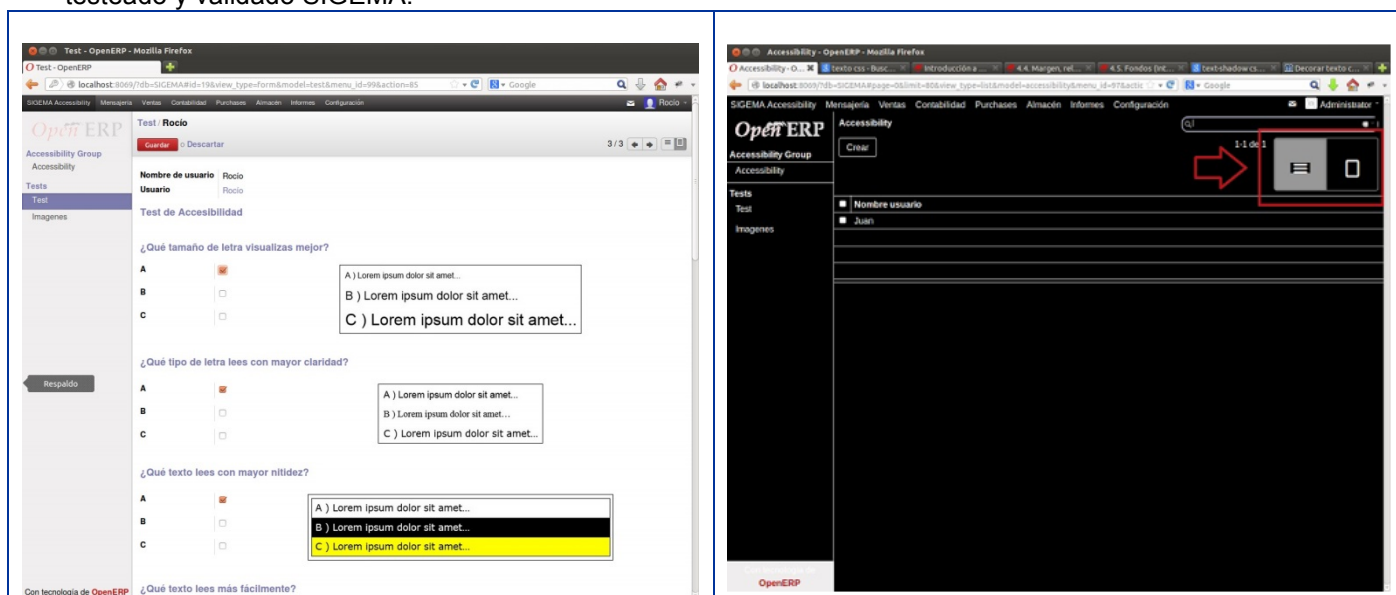 testeado y validado SIGEMA.
Test - OpenERP - Mozilla Firefox
Test - OpenERP
localhost:8069/?db=SIGEMA#id=19&view_type=form&model=test&menu_id=99&action=85
Google
SIGEMA Accessibility Mensajería Ventas Contabilidad Purchases Almacén Informes Configuración
Rocío
Open ERP
Test / Rocío
Guardar o Descartar
3 / 3
Accessibility Group
Accessibility
Tests
Test
Imagenes
Nombre de usuario Rocío
Usuario Rocío
Test de Accesibilidad
¿Qué tamaño de letra visualizas mejor?
A
B
C
A ) Lorem ipsum dolor sit amet...
B ) Lorem ipsum dolor sit amet...
C ) Lorem ipsum dolor sit amet...
¿Qué tipo de letra lees con mayor claridad?
Respaldo
A
B
C
A ) Lorem ipsum dolor sit amet...
B ) Lorem ipsum dolor sit amet...
C ) Lorem ipsum dolor sit amet...
¿Qué texto lees con mayor nitidez?
A
B
C
A ) Lorem ipsum dolor sit amet...
B ) Lorem ipsum dolor sit amet...
C ) Lorem ipsum dolor sit amet...
¿Qué texto lees más fácilmente?
Con tecnología de OpenERP
Accessibility - OpenERP - Mozilla Firefox
Accessibility - O...
texto css - Busc...
Introducción a ...
4.4. Margen, rel...
4.5. Fondos (Int...
text-shadow cs...
Decorar texto c...
localhost:8069/?db=SIGEMA#page=0&limit=80&view_type=list&model=accessibility&menu_id=97&actic
Google
SIGEMA Accessibility Mensajería Ventas Contabilidad Purchases Almacén Informes Configuración
Administrator
Open ERP
Accessibility
Crear
1-1 de 1
Accessibility Group
Accessibility
Tests
Test
Imagenes
Nombre usuario
Juan
Con tecnología de
OpenERP